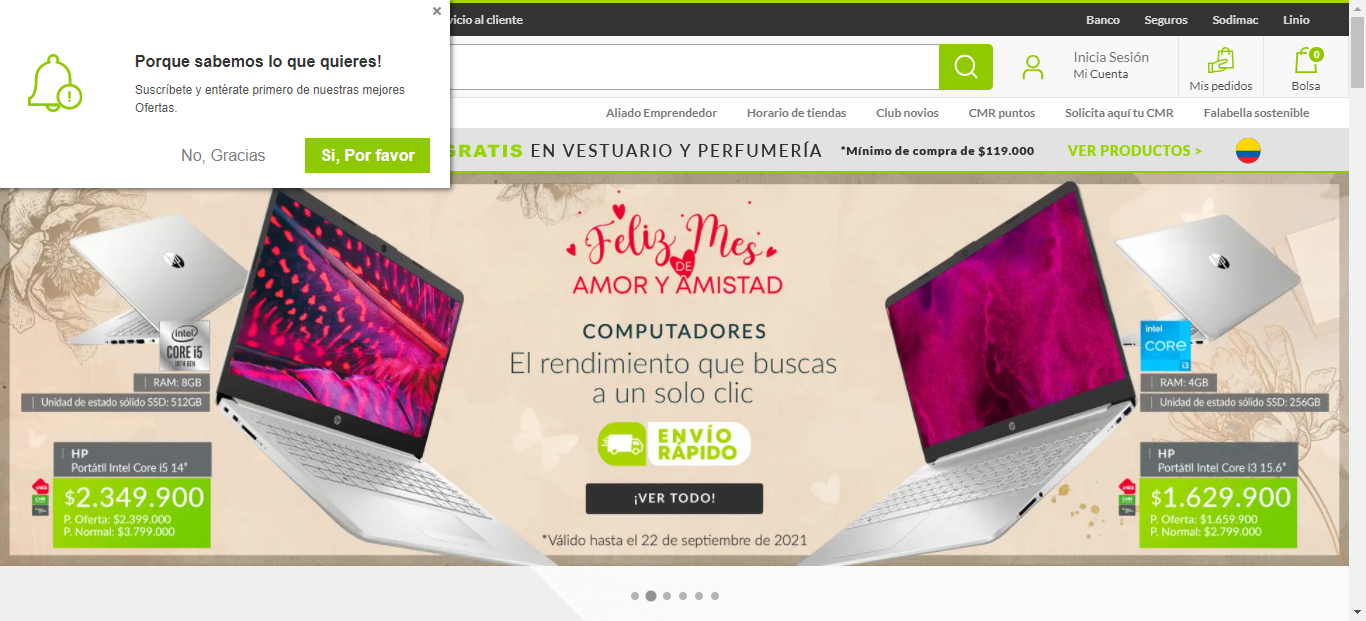 vicio al cliente
Banco
Seguros
Sodimac
Linio
Porque sabemos lo que quieres!
Suscríbete y entérate primero de nuestras mejores
Ofertas.
No, Gracias
Si, Por favor
Inicia Sesión
Mi Cuenta
Mis pedidos
0
Bolsa
Aliado Emprendedor
Horario de tiendas
Club novios
CMR puntos
Solicita aquí tu CMR
Falabella sostenible
GRATIS EN VESTUARIO Y PERFUMERÍA
*Mínimo de compra de $119.000
VER PRODUCTOS >
Feliz Mes
DE
AMOR Y AMISTAD
COMPUTADORES
El rendimiento que buscas
a un solo clic
ENVÍO
RÁPIDO
¡VER TODO!
*Válido hasta el 22 de septiembre de 2021
intel
CORE i5
10TH GEN
RAM: 8GB
Unidad de estado sólido SSD: 512GB
HP
Portátil Intel Core i5 14"
$2.349.900
P. Oferta: $2.399.000
P. Normal: $3.799.000
intel
CORE
i3
RAM: 4GB
Unidad de estado sólido SSD: 256GB
HP
Portátil Intel Core i3 15.6"
$1.629.900
P. Oferta: $1.659.900
P. Normal: $2.799.000